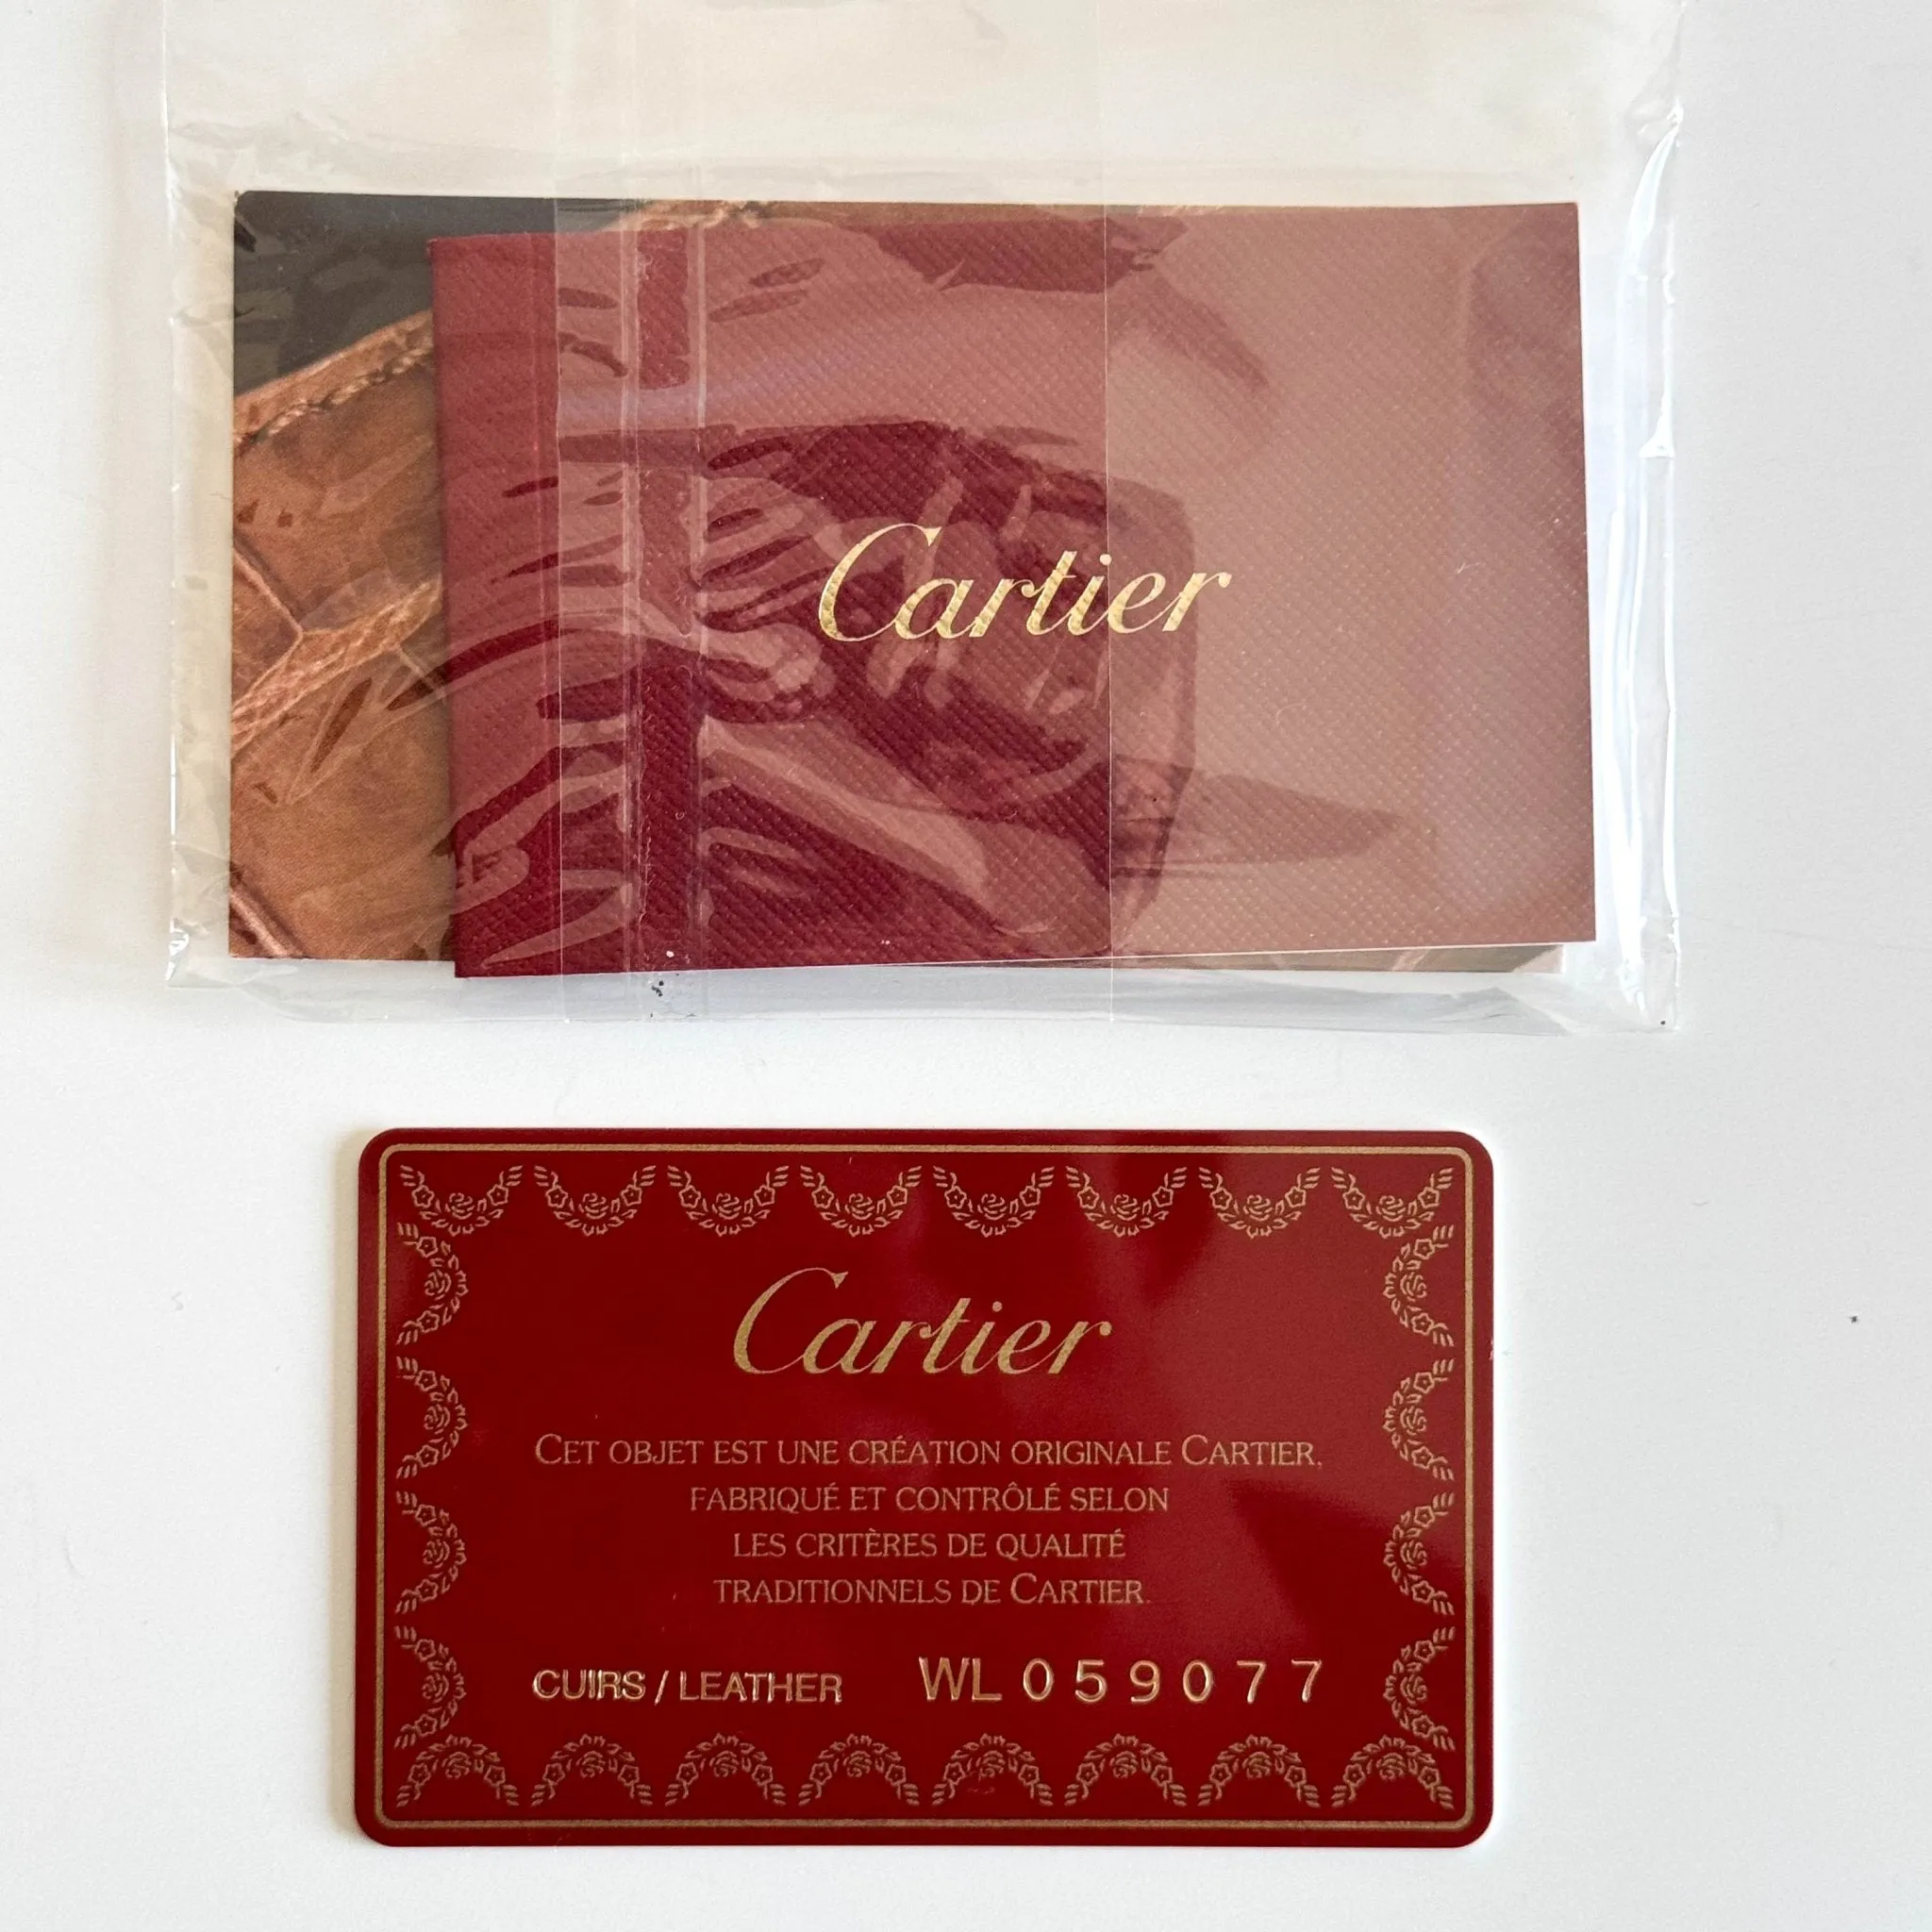 Cartier
Cartier
CET OBJET EST UNE CRÉATION ORIGINALE CARTIER,
FABRIQUÉ ET CONTRÔLÉ SELON
LES CRITÈRES DE QUALITÉ
TRADITIONNELS DE CARTIER.
CUIRS / LEATHER WL 059077